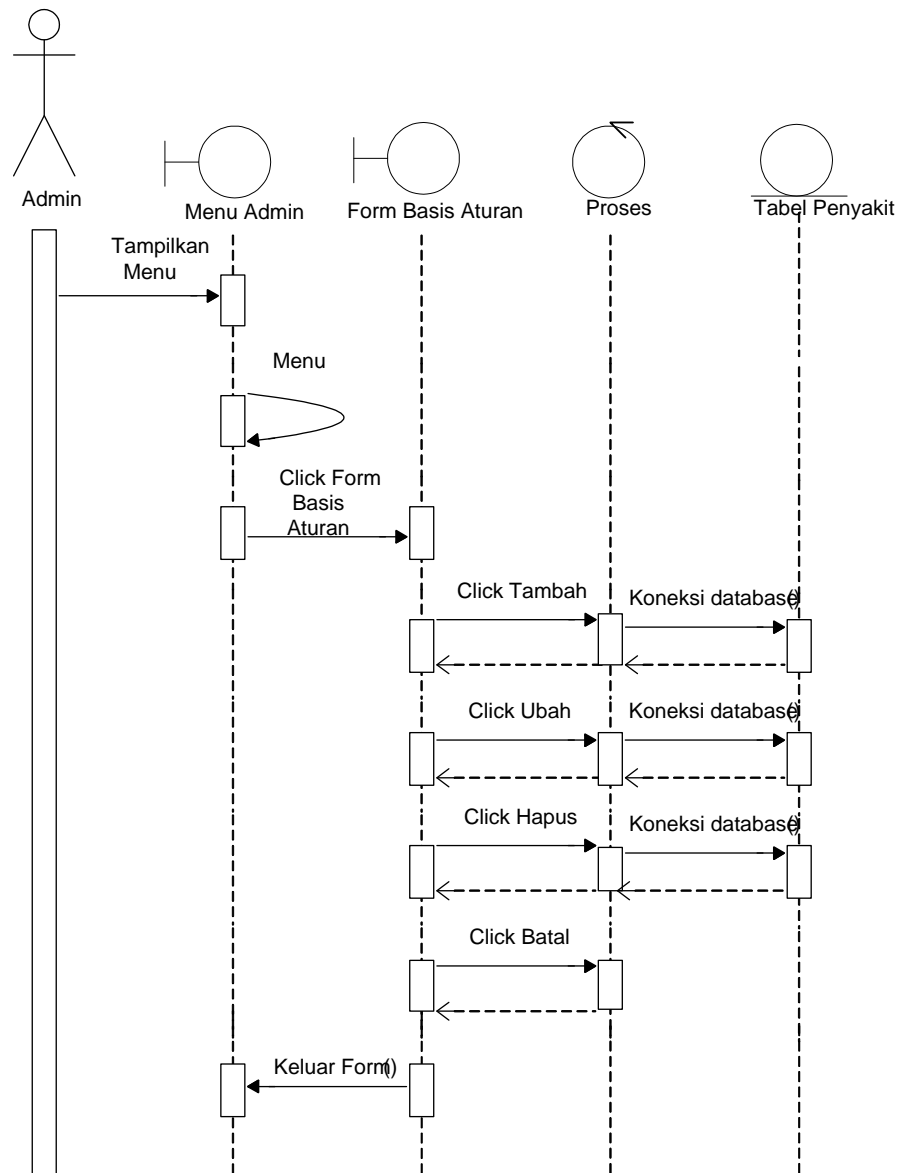 Admin
Menu Admin
Form Basis Aturan
Proses
Tabel Penyakit
Tampilkan
Menu
Menu
Click Form
Basis
Aturan
Click Tambah
Koneksi database()
Click Ubah
Koneksi database()
Click Hapus
Koneksi database()
Click Batal
Keluar Form()